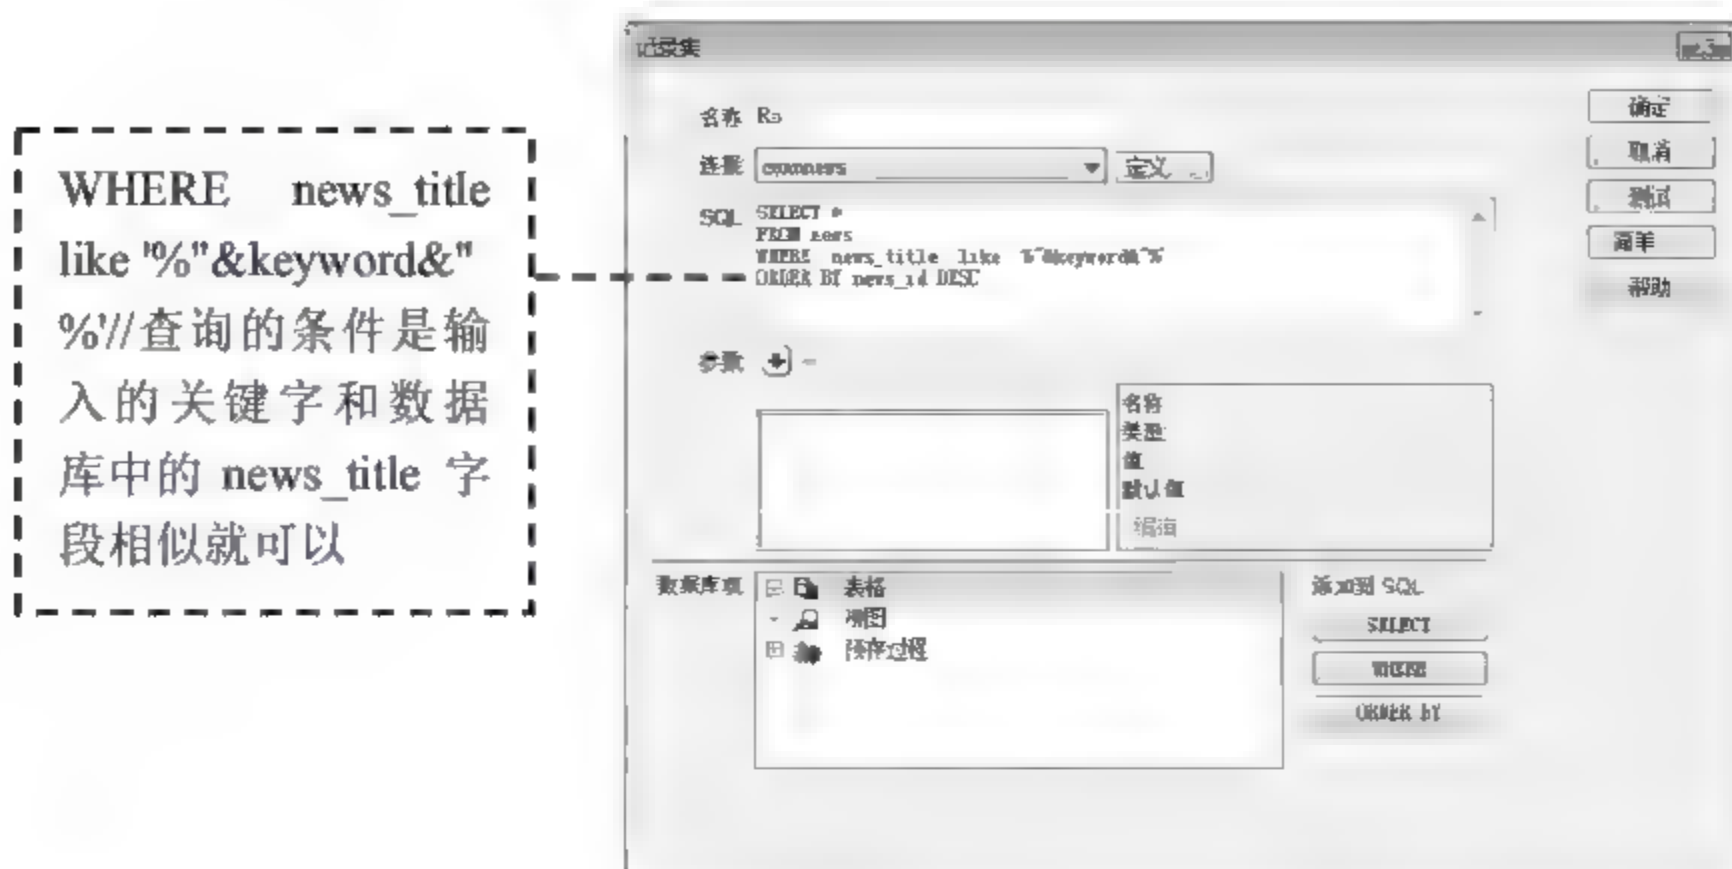 WHERE news_title
like '%"&keyword&"
%'//查询的条件是输
入的关键字和数据
库中的 news_title 字
段相似就可以
记录集
名称 Rs
连接
定义
SQL SELECT *
FROM news
WHERE news_title like
ORDER BY news_id DESC
参数
名称
类型
值
默认值
编辑
数据库项
表格
视图
预存过程
添加到 SQL
SELECT
WHERE
ORDER BY
确定
取消
测试
简单
帮助